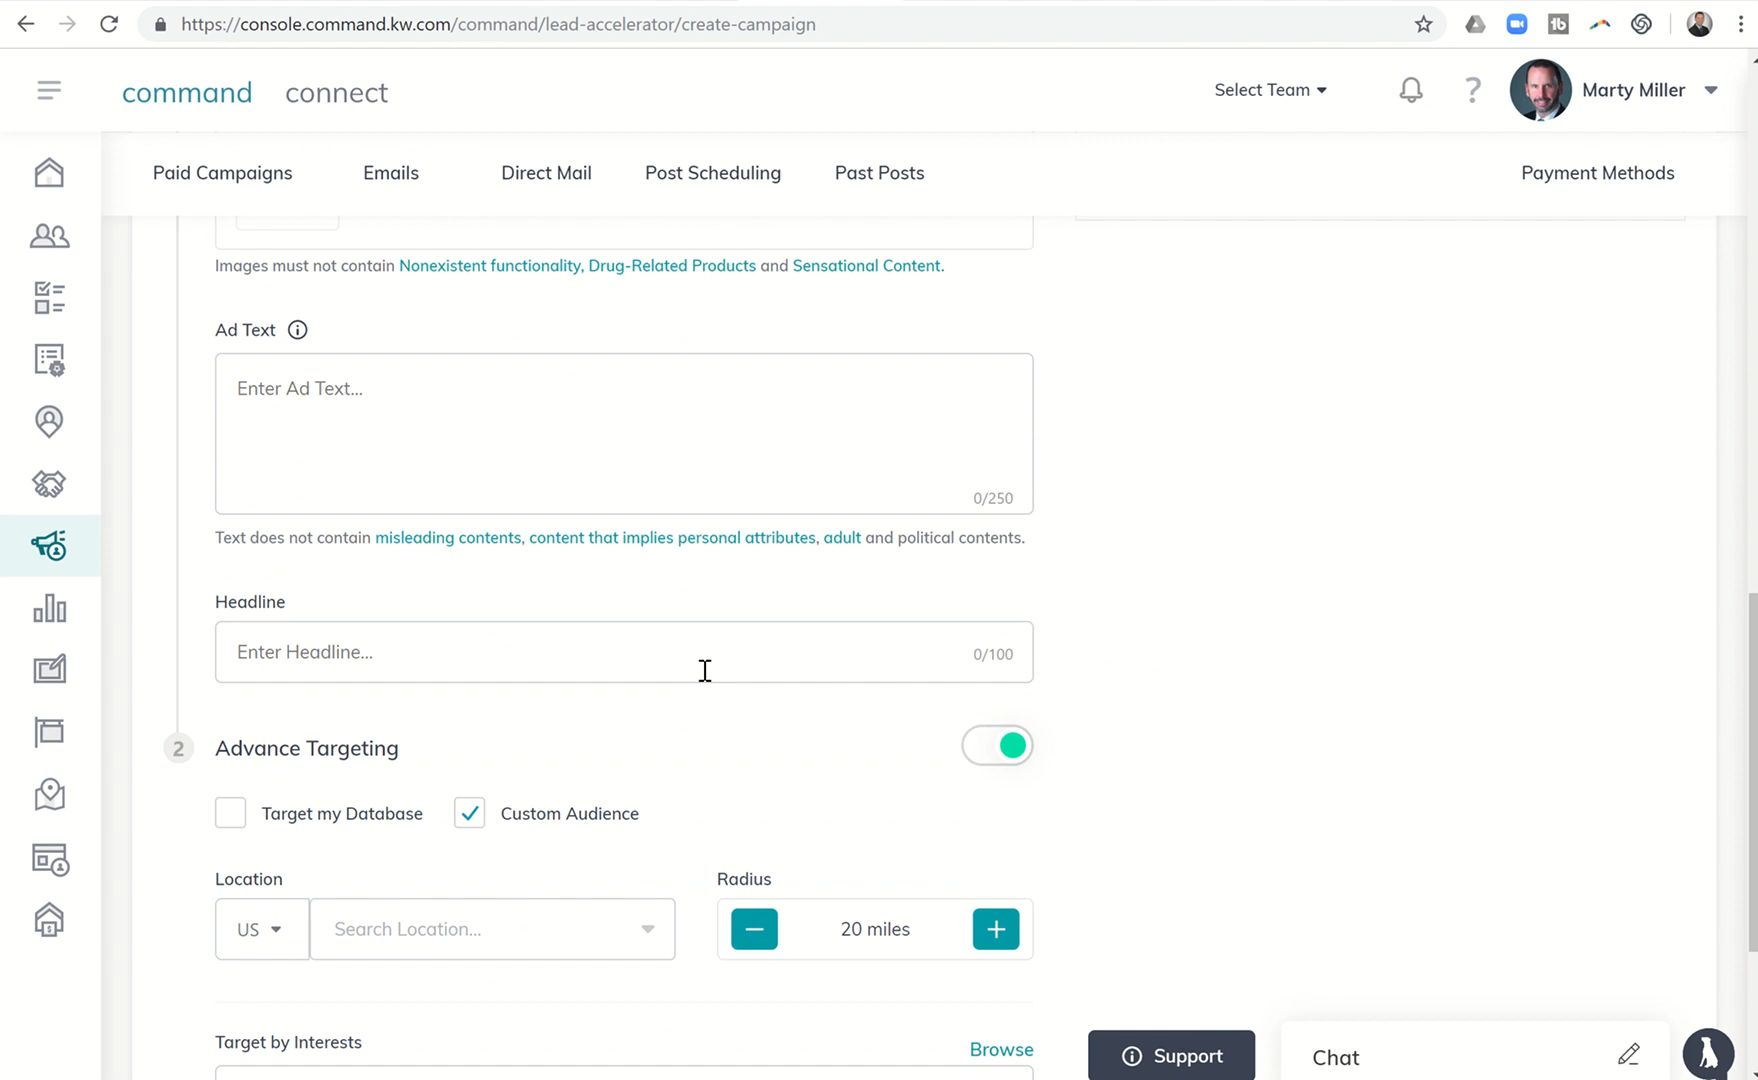 https://console.command.kw.com/command/lead-accelerator/create-campaign
command connect Select Team ? Marty Miller
Paid Campaigns Emails Direct Mail Post Scheduling Past Posts Payment Methods
Images must not contain Nonexistent functionality, Drug-Related Products and Sensational Content.
Ad Text
Enter Ad Text...
0/250
Text does not contain misleading contents, content that implies personal attributes, adult and political contents.
Headline
Enter Headline... 0/100
2 Advance Targeting
Target my Database Custom Audience
Location Radius
US Search Location... 20 miles
Target by Interests Browse
Support Chat